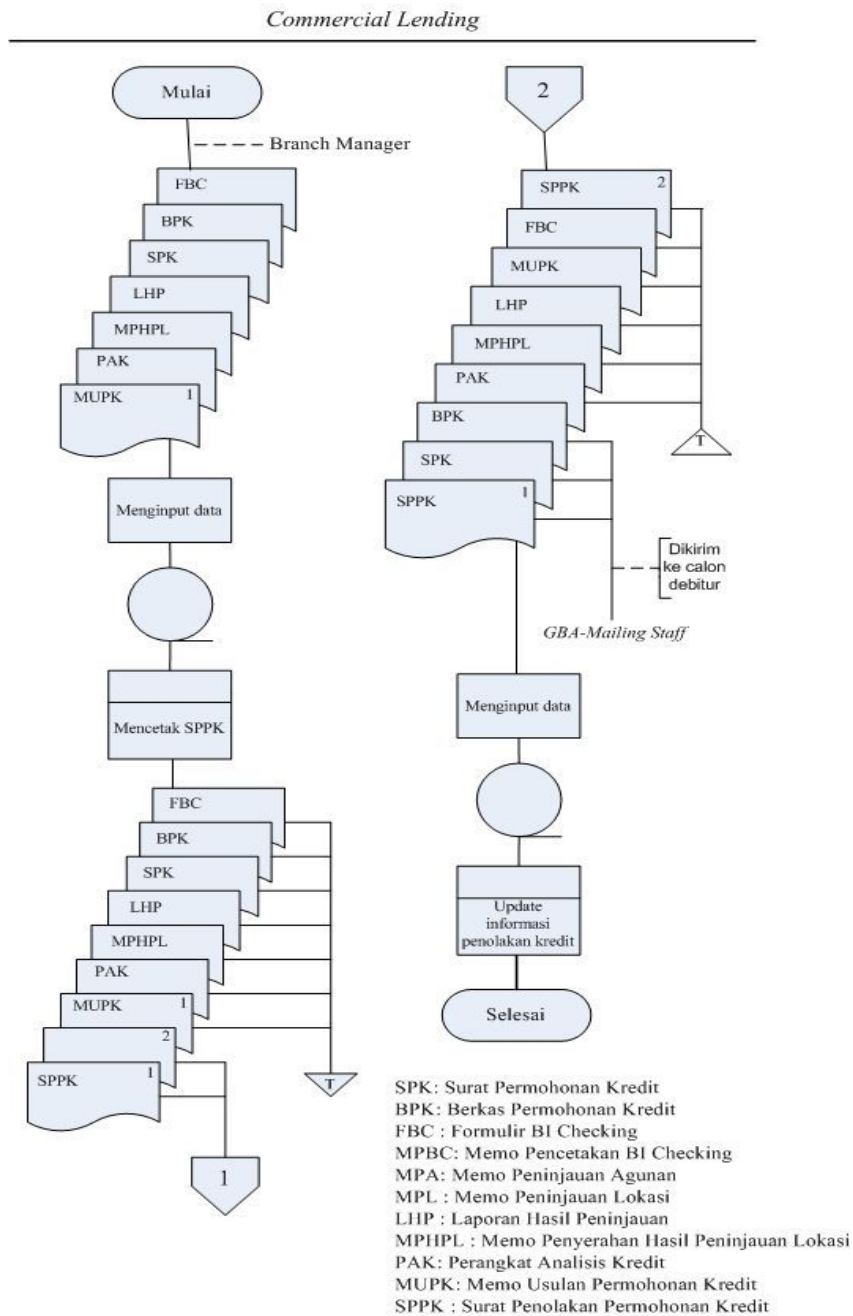 Commercial Lending
Mulai
Branch Manager
FBC
BPK
SPK
LHP
MPHPL
PAK
MUPK 1
Menginput data
Mencetak SPPK
FBC
BPK
SPK
LHP
MPHPL
PAK
MUPK 1
2
SPPK 1
T
1
2
SPPK 2
FBC
MUPK
LHP
MPHPL
PAK
BPK
SPK
SPPK 1
T
Dikirim
ke calon
debitur
GBA-Mailing Staff
Menginput data
Update
informasi
penolakan kredit
Selesai
SPK: Surat Permohonan Kredit
BPK: Berkas Permohonan Kredit
FBC : Formulir BI Checking
MPBC: Memo Pencetakan BI Checking
MPA: Memo Peninjauan Agunan
MPL : Memo Peninjauan Lokasi
LHP : Laporan Hasil Peninjauan
MPHPL : Memo Penyerahan Hasil Peninjauan Lokasi
PAK: Perangkat Analisis Kredit
MUPK: Memo Usulan Permohonan Kredit
SPPK : Surat Penolakan Permohonan Kredit